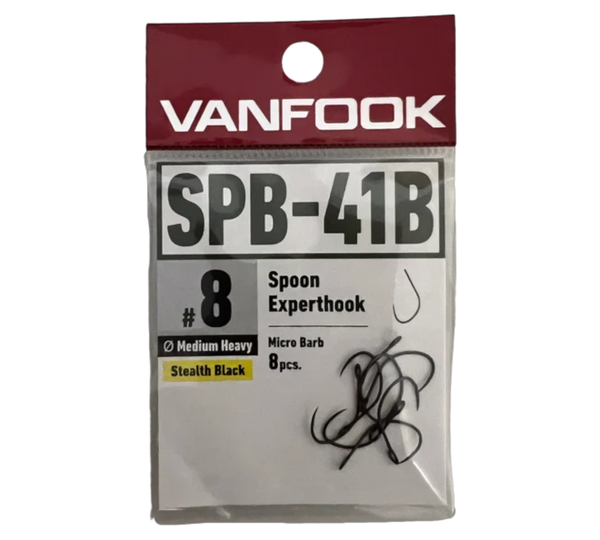 VANFOOK
SPB-41B
#8
Spoon
Experthook
Ø Medium Heavy
Stealth Black
Micro Barb
8pcs.